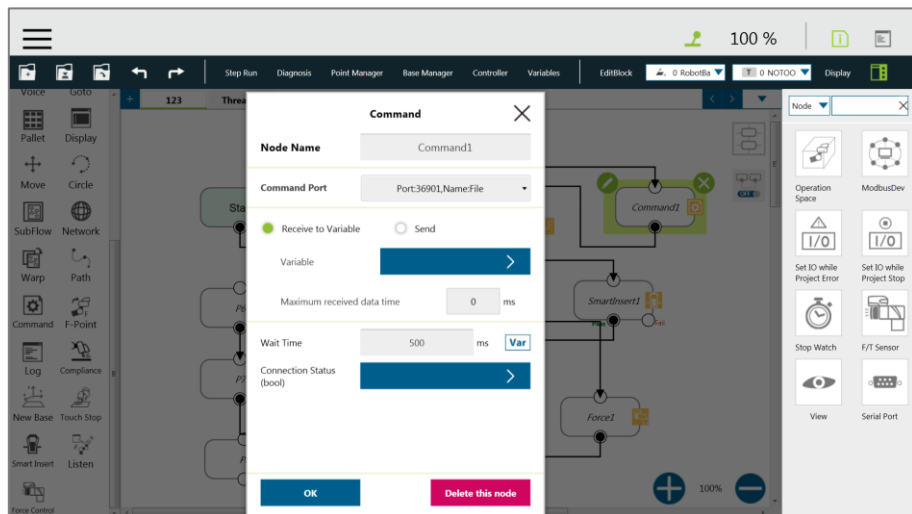 100 %
Step Run Diagnosis Point Manager Base Manager Controller Variables EditBlock 0 RobotBa T 0 NOTOO Display
Voice Goto
Pallet Display
Move Circle
SubFlow Network
Warp Path
Command F-Point
Log Compliance
New Base Touch Stop
Smart Insert Listen
Force Control
+ 123 Threa
Sta
Command1
SmartInsert1
Pass Fail
Force1
100%
Command
Node Name Command1
Command Port Port:36901,Name:File
Receive to Variable Send
Variable
Maximum received data time 0 ms
Wait Time 500 ms Var
Connection Status
(bool)
OK Delete this node
Node
Operation
Space
ModbusDev
I/O I/O
Set IO while
Project Error
Set IO while
Project Stop
Stop Watch F/T Sensor
View Serial Port